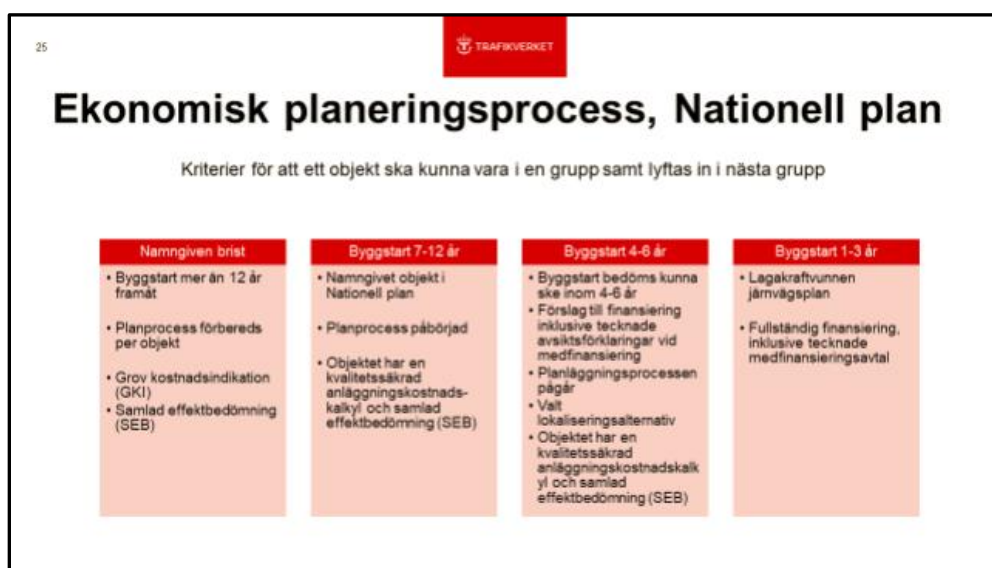 25
TRAFIKVERKET
Ekonomisk planeringsprocess, Nationell plan
Kriterier för att ett objekt ska kunna vara i en grupp samt lyftas in i nästa grupp
Namngiven brist
• Byggstart mer än 12 år
framåt
• Planprocess förbereds
per objekt
• Grov kostnadsindikation
(GKI)
• Samlad effektbedömning
(SEB)
Byggstart 7-12 år
• Namngivet objekt i
Nationell plan
• Planprocess påbörjad
• Objektet har en
kvalitetssäkrad
anläggningskostnads-
kalkyl och samlad
effektbedömning (SEB)
Byggstart 4-6 år
• Byggstart bedöms kunna
ske inom 4-6 år
• Förslag till finansiering
inklusive tecknade
avsiktsförklaringar vid
medfinansiering
• Planläggningsprocessen
pågår
• Valt
lokaliseringsalternativ
• Objektet har en
kvalitetssäkrad
anläggningskostnadskalk
yl och samlad
effektbedömning (SEB)
Byggstart 1-3 år
• Lagakraftvunnen
järnvägsplan
• Fullständig finansiering,
inklusive tecknade
medfinansieringsavtal